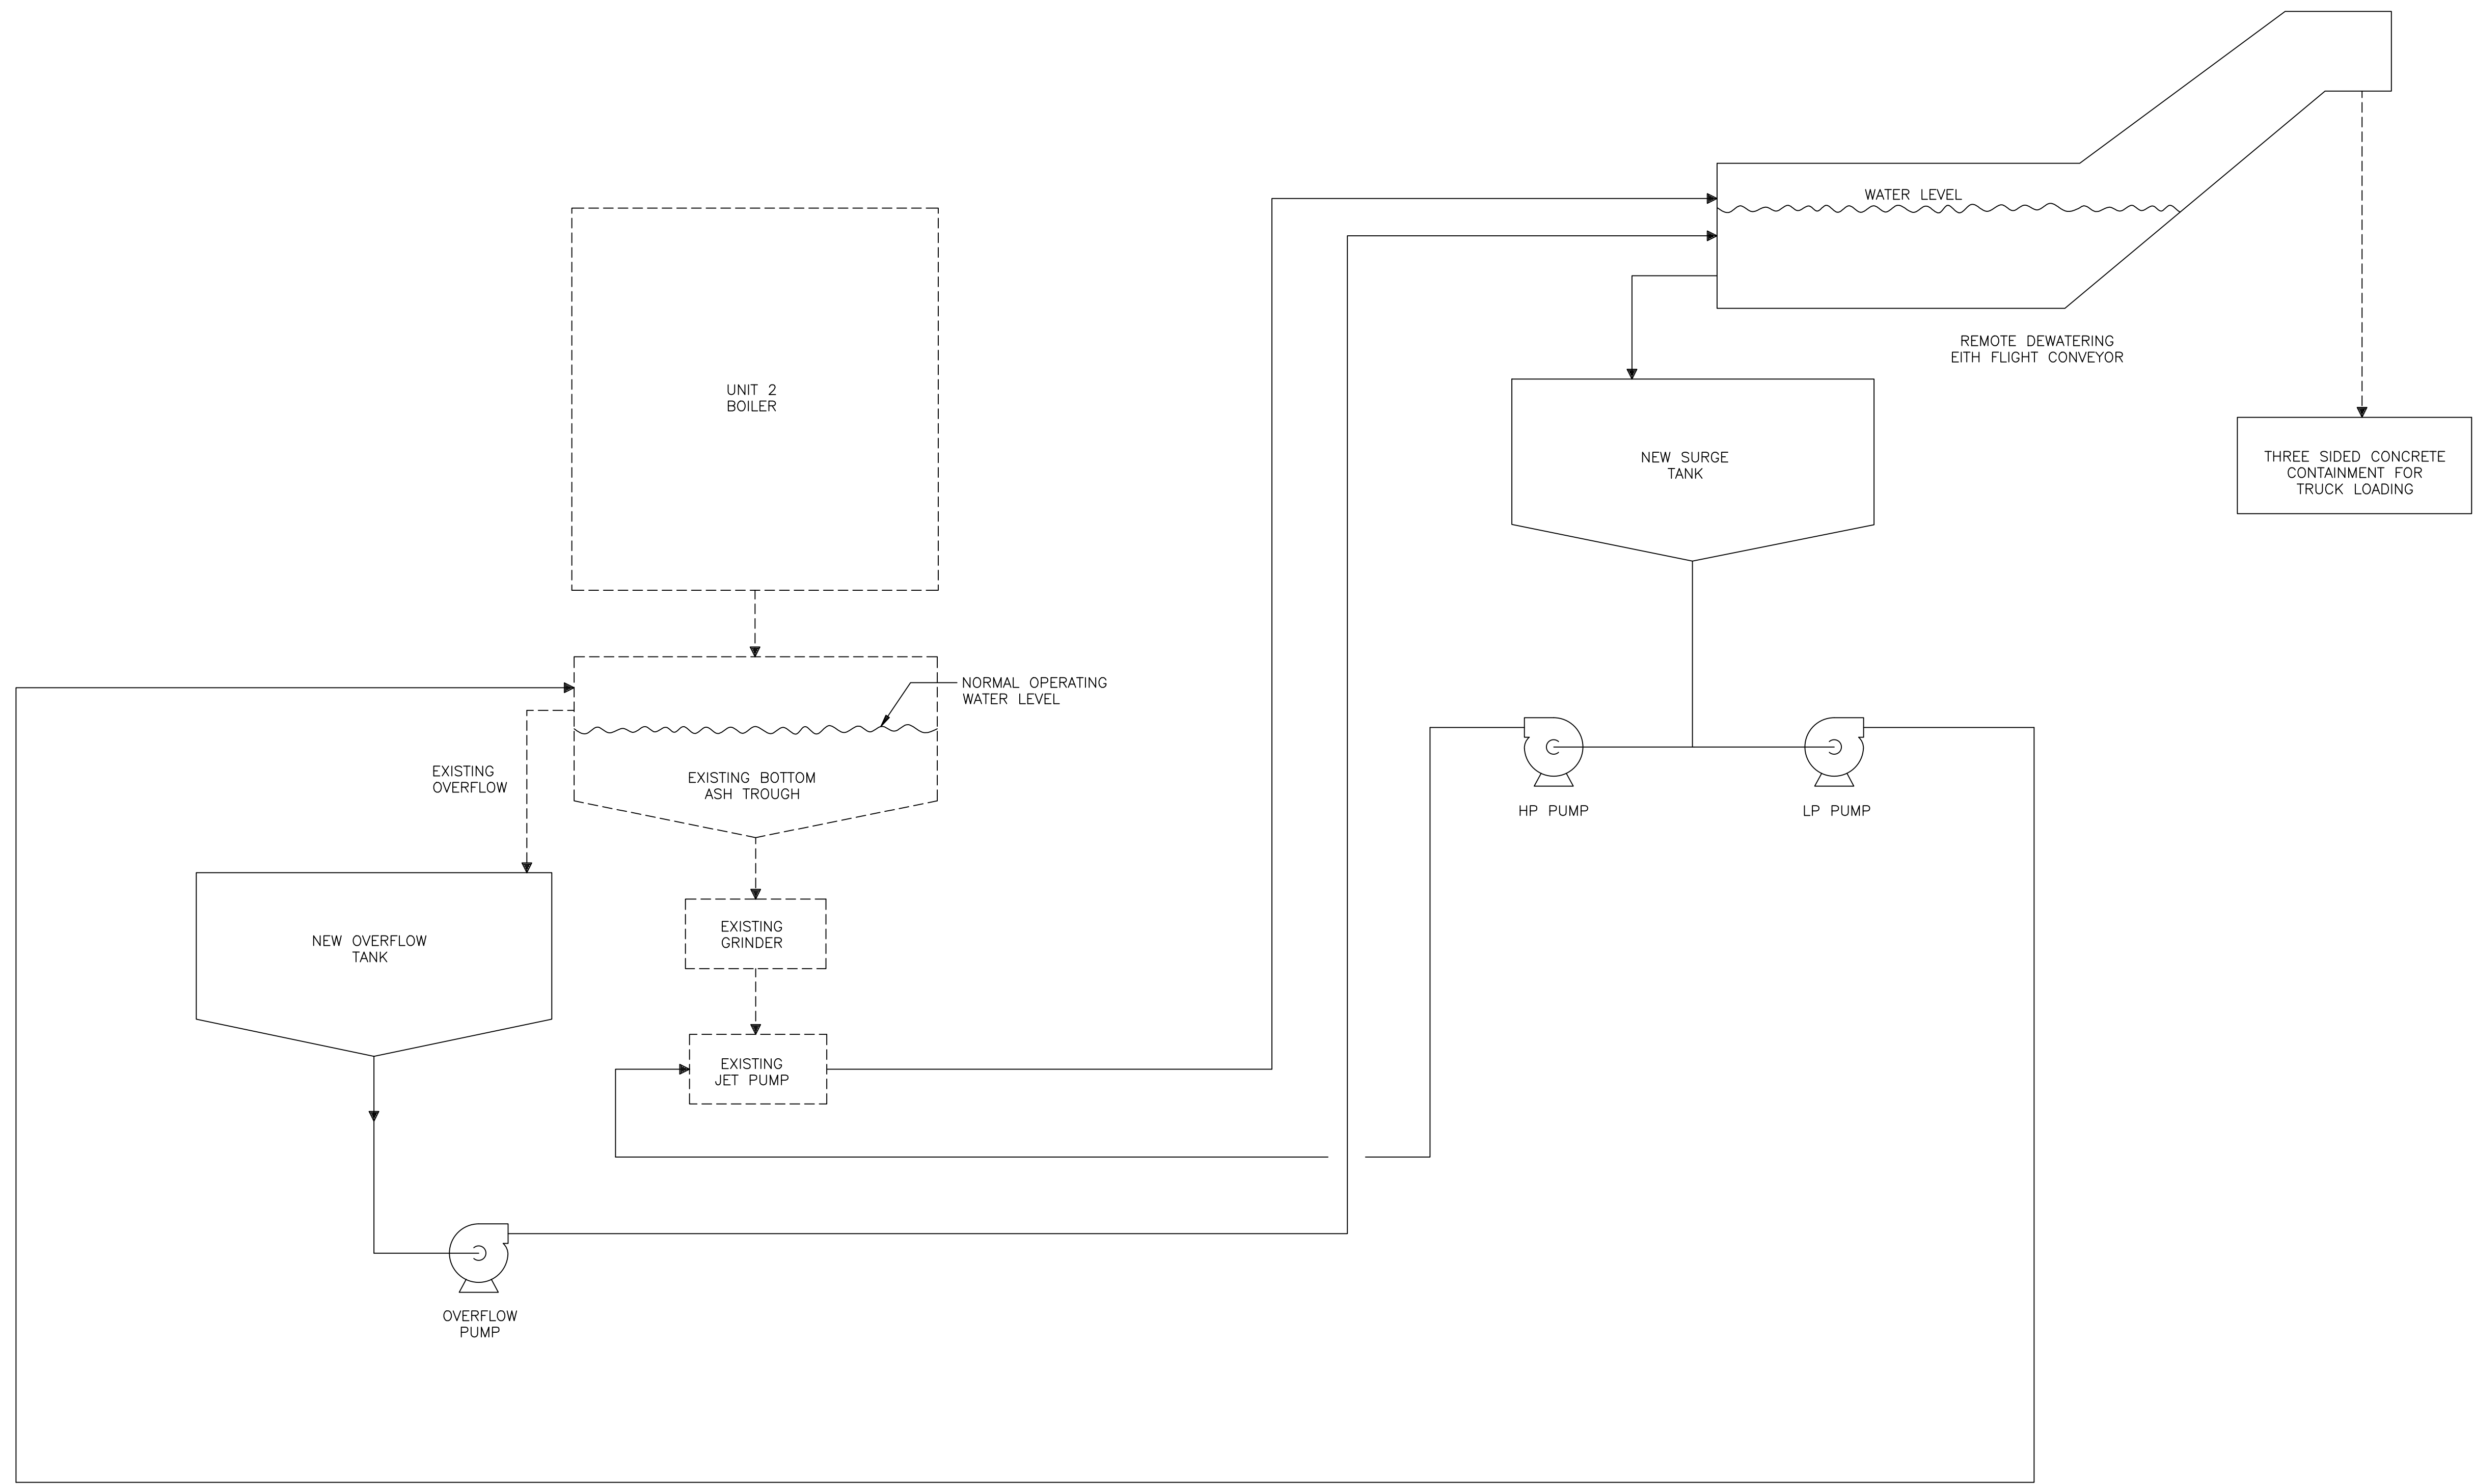 WATER LEVEL
REMOTE DEWATERING
EITH FLIGHT CONVEYOR
UNIT 2
BOILER
NEW SURGE
TANK
THREE SIDED CONCRETE
CONTAINMENT FOR
TRUCK LOADING
NORMAL OPERATING
WATER LEVEL
EXISTING
OVERFLOW
EXISTING BOTTOM
ASH TROUGH
HP PUMP
LP PUMP
NEW OVERFLOW
TANK
EXISTING
GRINDER
EXISTING
JET PUMP
OVERFLOW
PUMP